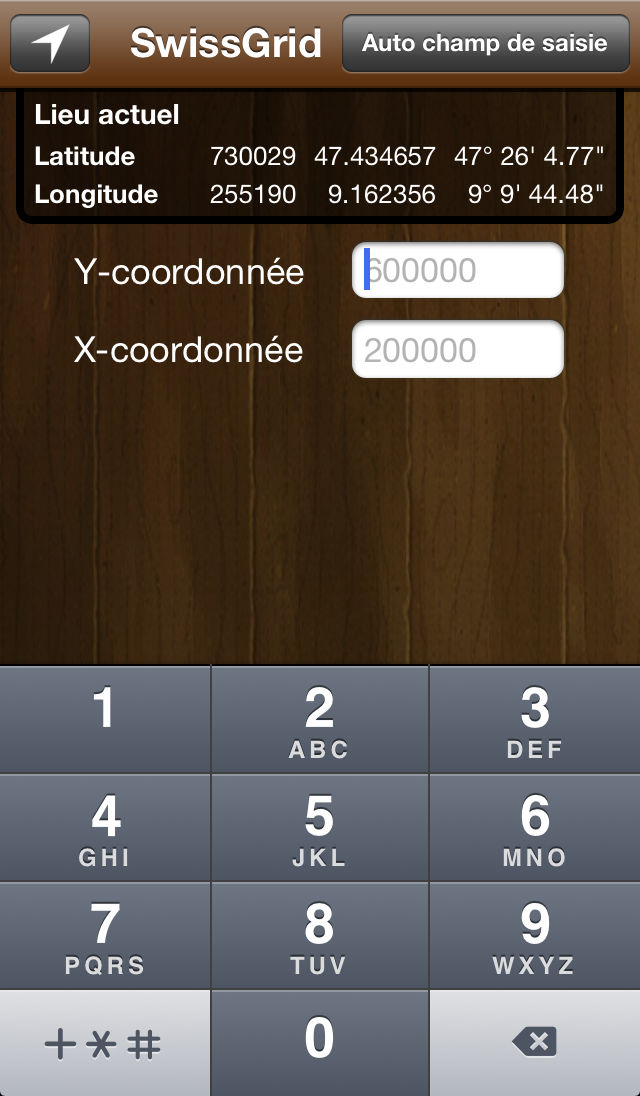 SwissGrid Auto champ de saisie
Lieu actuel
Latitude 730029 47.434657 47° 26' 4.77"
Longitude 255190 9.162356 9° 9' 44.48"
Y-coordonnée 600000
X-coordonnée 200000
1 2 3
ABC DEF
4 5 6
GHI JKL MNO
7 8 9
PQRS TUV WXYZ
+ * # 0